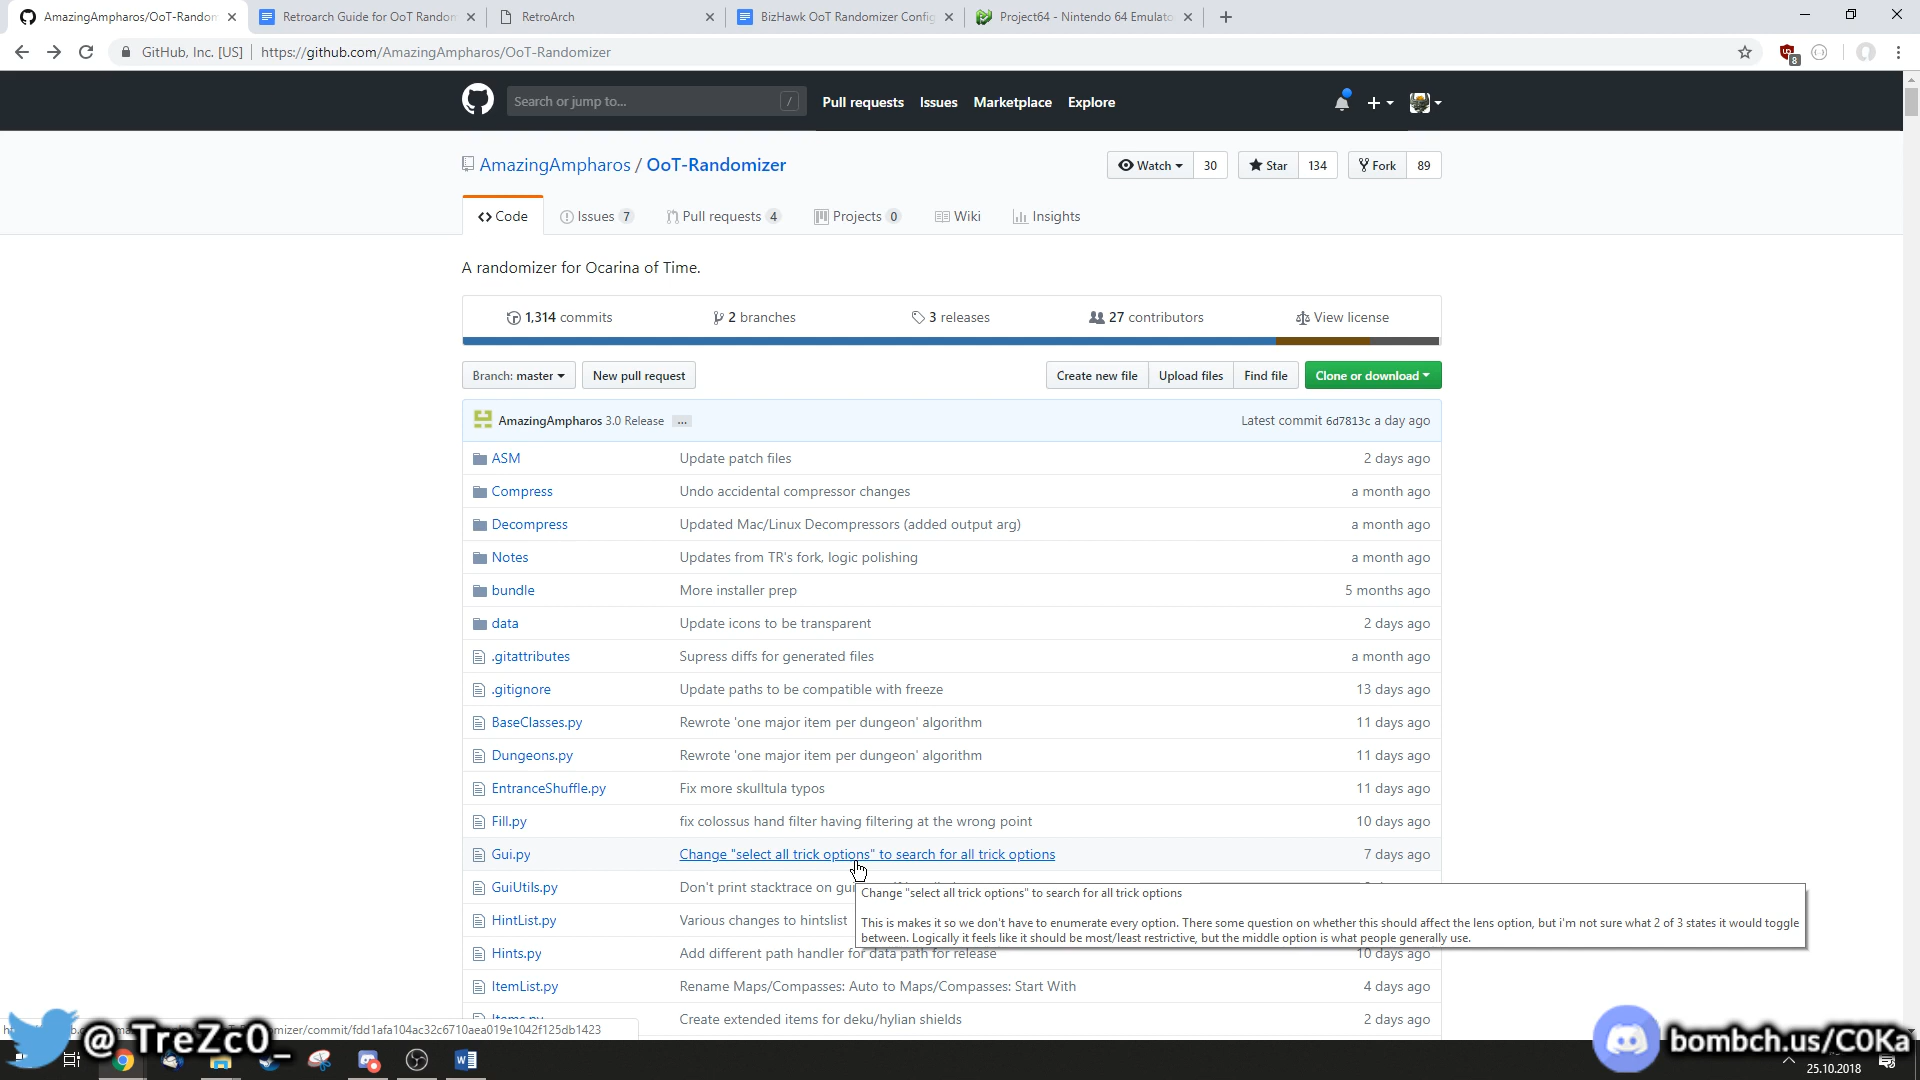 AmazingAmpharos/OoT-Random
Retroarch Guide for OoT Random
RetroArch
BizHawk OoT Randomizer Config
Project64 - Nintendo 64 Emulato
GitHub, Inc. [US] https://github.com/AmazingAmpharos/OoT-Randomizer
8
Search or jump to... /
Pull requests Issues Marketplace Explore
AmazingAmpharos / OoT-Randomizer
Watch 30 Star 134 Fork 89
Code Issues 7 Pull requests 4 Projects 0 Wiki Insights
A randomizer for Ocarina of Time.
1,314 commits 2 branches 3 releases 27 contributors View license
Branch: master New pull request Create new file Upload files Find file Clone or download
AmazingAmpharos 3.0 Release ... Latest commit 6d7813c a day ago
ASM Update patch files 2 days ago
Compress Undo accidental compressor changes a month ago
Decompress Updated Mac/Linux Decompressors (added output arg) a month ago
Notes Updates from TR's fork, logic polishing a month ago
bundle More installer prep 5 months ago
data Update icons to be transparent 2 days ago
.gitattributes Supress diffs for generated files a month ago
.gitignore Update paths to be compatible with freeze 13 days ago
BaseClasses.py Rewrote 'one major item per dungeon' algorithm 11 days ago
Dungeons.py Rewrote 'one major item per dungeon' algorithm 11 days ago
EntranceShuffle.py Fix more skulltula typos 11 days ago
Fill.py fix colossus hand filter having filtering at the wrong point 10 days ago
Gui.py Change "select all trick options" to search for all trick options 7 days ago
GuiUtils.py Don't print stacktrace on gui
Change "select all trick options" to search for all trick options
This is makes it so we don't have to enumerate every option. There some question on whether this should affect the lens option, but i'm not sure what 2 of 3 states it would toggle
between. Logically it feels like it should be most/least restrictive, but the middle option is what people generally use.
HintList.py Various changes to hintslist
Hints.py Add different path handler for data path for release 10 days ago
ItemList.py Rename Maps/Compasses: Auto to Maps/Compasses: Start With 4 days ago
Items.py Create extended items for deku/hylian shields 2 days ago
mizer/commit/fdd1afa104ac32c6710aea019e1042f125db1423
@TreZc0_
bombch.us/C0Ka
25.10.2018